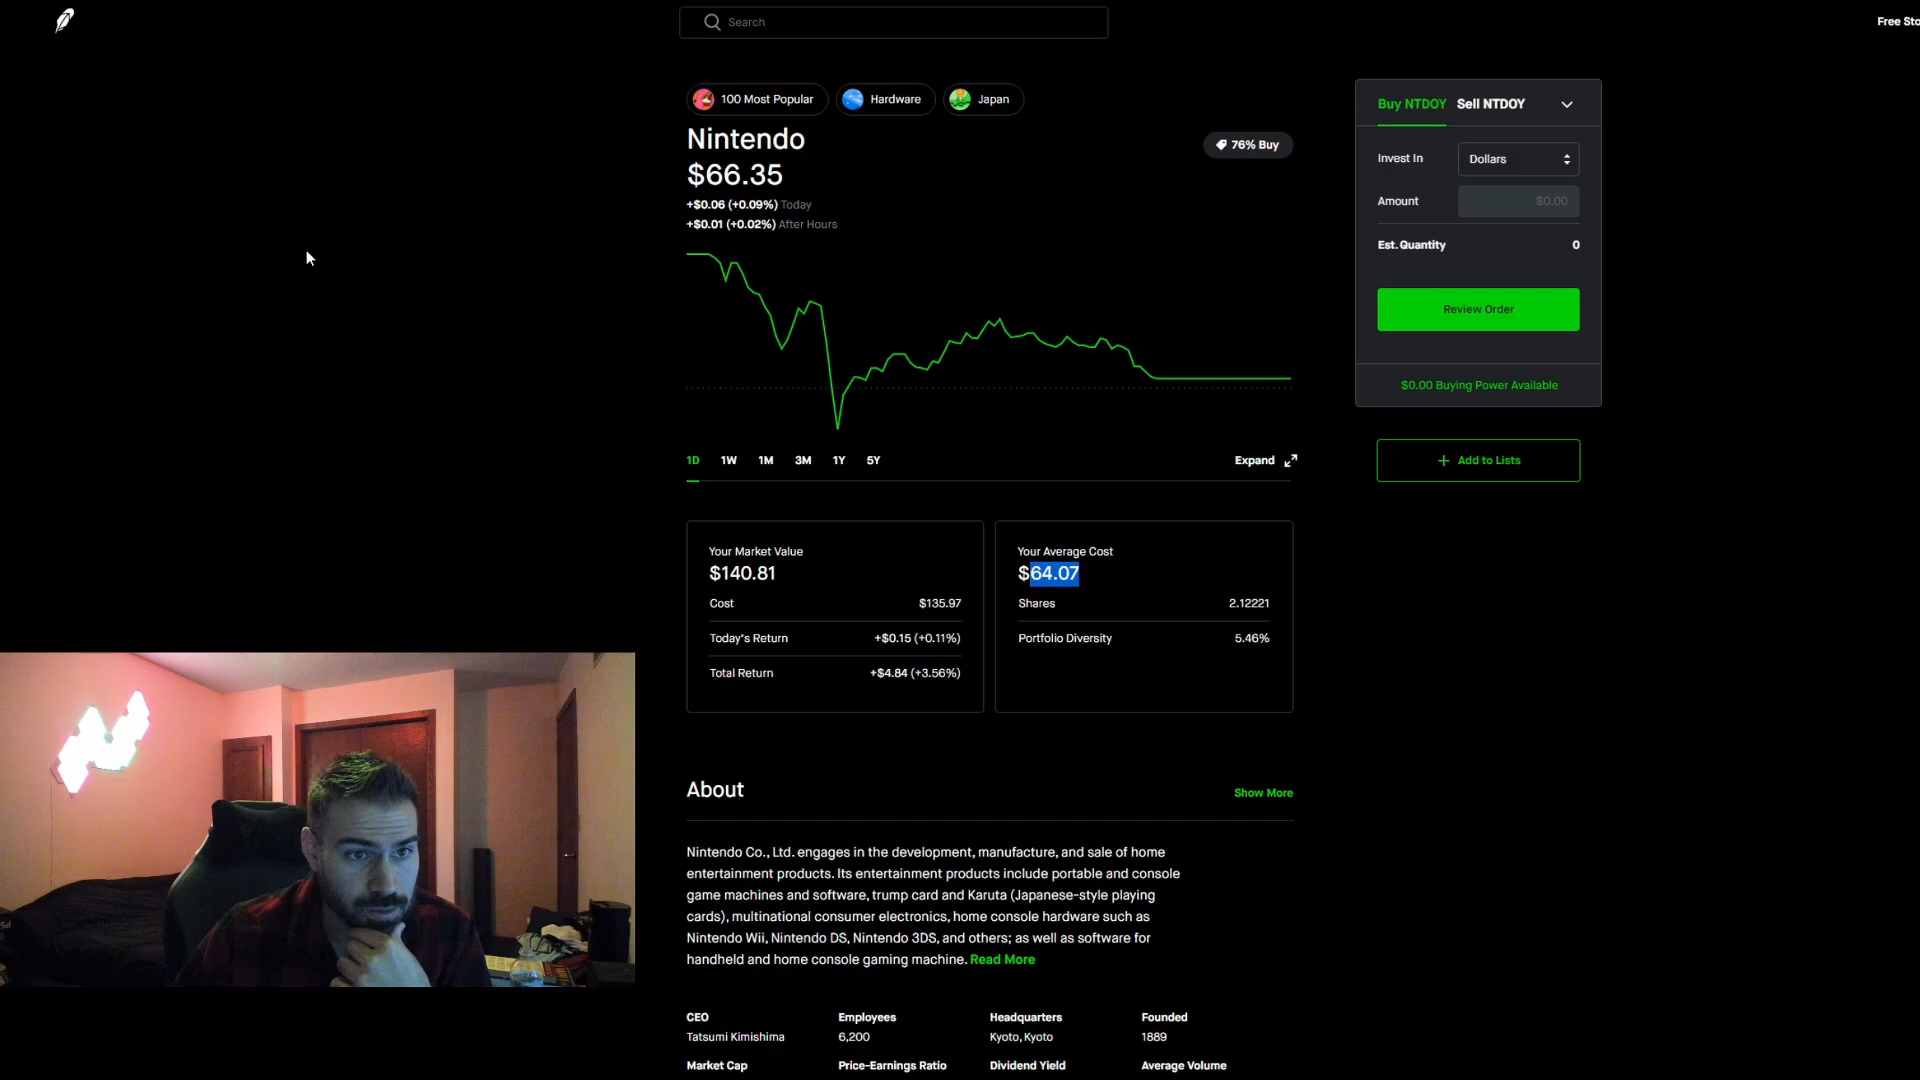 Search
Free Sto
100 Most Popular
Hardware
Japan
Nintendo
$66.35
76% Buy
+$0.06 (+0.09%) Today
+$0.01 (+0.02%) After Hours
1D 1W 1M 3M 1Y 5Y
Expand
Buy NTDOY Sell NTDOY
Invest In Dollars
Amount $0.00
Est. Quantity 0
Review Order
$0.00 Buying Power Available
+ Add to Lists
Your Market Value
$140.81
Cost $135.97
Today's Return +$0.15 (+0.11%)
Total Return +$4.84 (+3.56%)
Your Average Cost
$64.07
Shares 2.12221
Portfolio Diversity 5.46%
About
Show More
Nintendo Co., Ltd. engages in the development, manufacture, and sale of home
entertainment products. Its entertainment products include portable and console
game machines and software, trump card and Karuta (Japanese-style playing
cards), multinational consumer electronics, home console hardware such as
Nintendo Wii, Nintendo DS, Nintendo 3DS, and others; as well as software for
handheld and home console gaming machine. Read More
CEO Employees Headquarters Founded
Tatsumi Kimishima 6,200 Kyoto, Kyoto 1889
Market Cap Price-Earnings Ratio Dividend Yield Average Volume